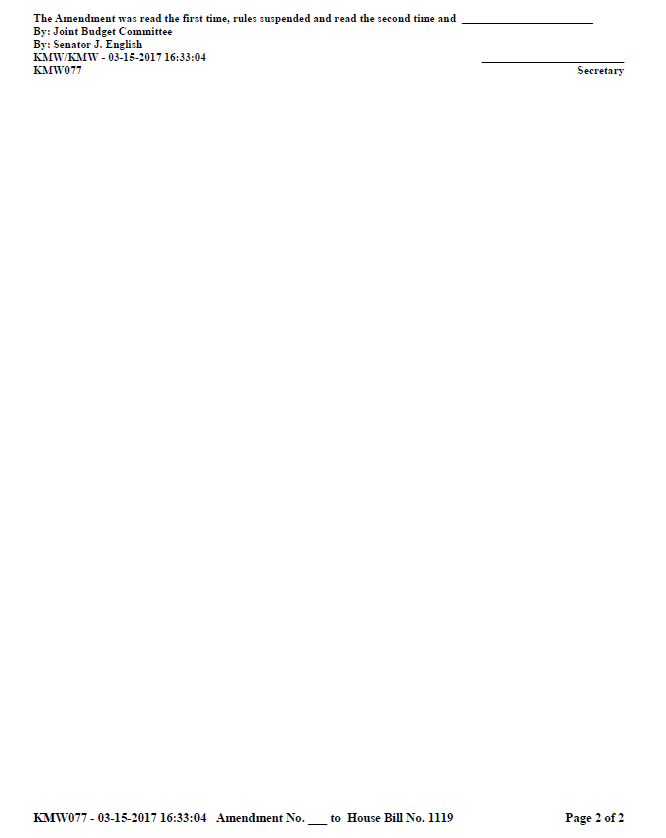 The Amendment was read the first time, rules suspended and read the second time and ____________________
By: Joint Budget Committee
By: Senator J. English
KMW/KMW - 03-15-2017 16:33:04 ____________________
KMW077 Secretary
KMW077 - 03-15-2017 16:33:04 Amendment No. ___ to House Bill No. 1119 Page 2 of 2